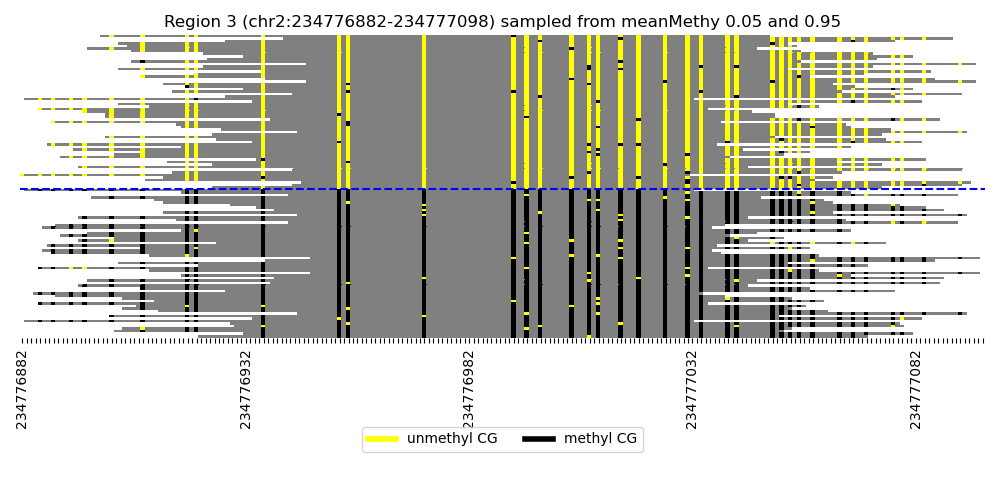 Region 3 (chr2:234776882-234777098) sampled from meanMethy 0.05 and 0.95
234776882
234776932
234776982
234777032
234777082
unmethyl CG
methyl CG